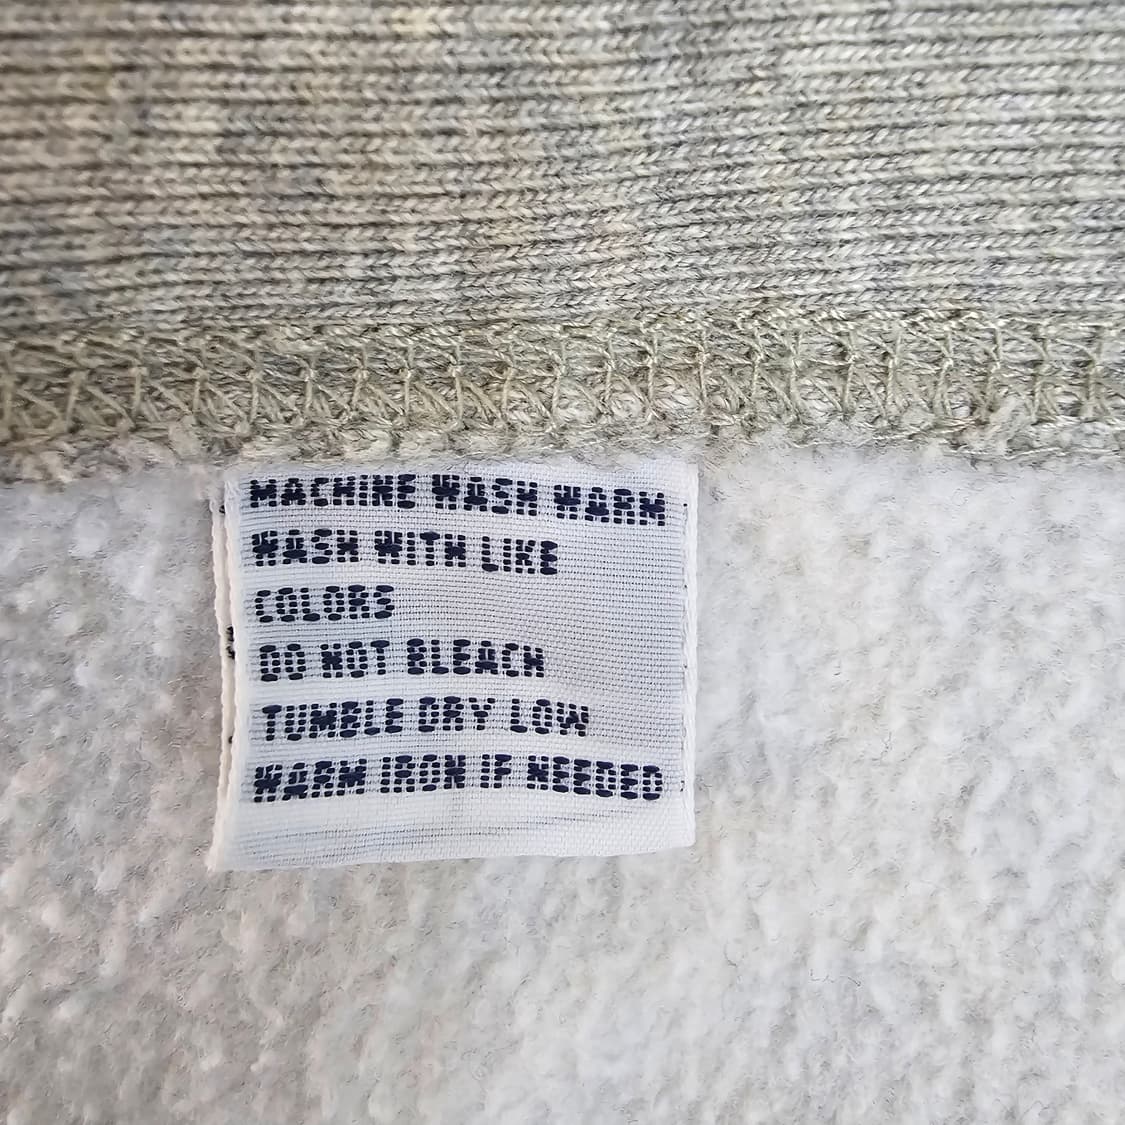 MACHINE WASH WARM
WASH WITH LIKE
COLORS
DO NOT BLEACH
TUMBLE DRY LOW
WARM IRON IF NEEDED